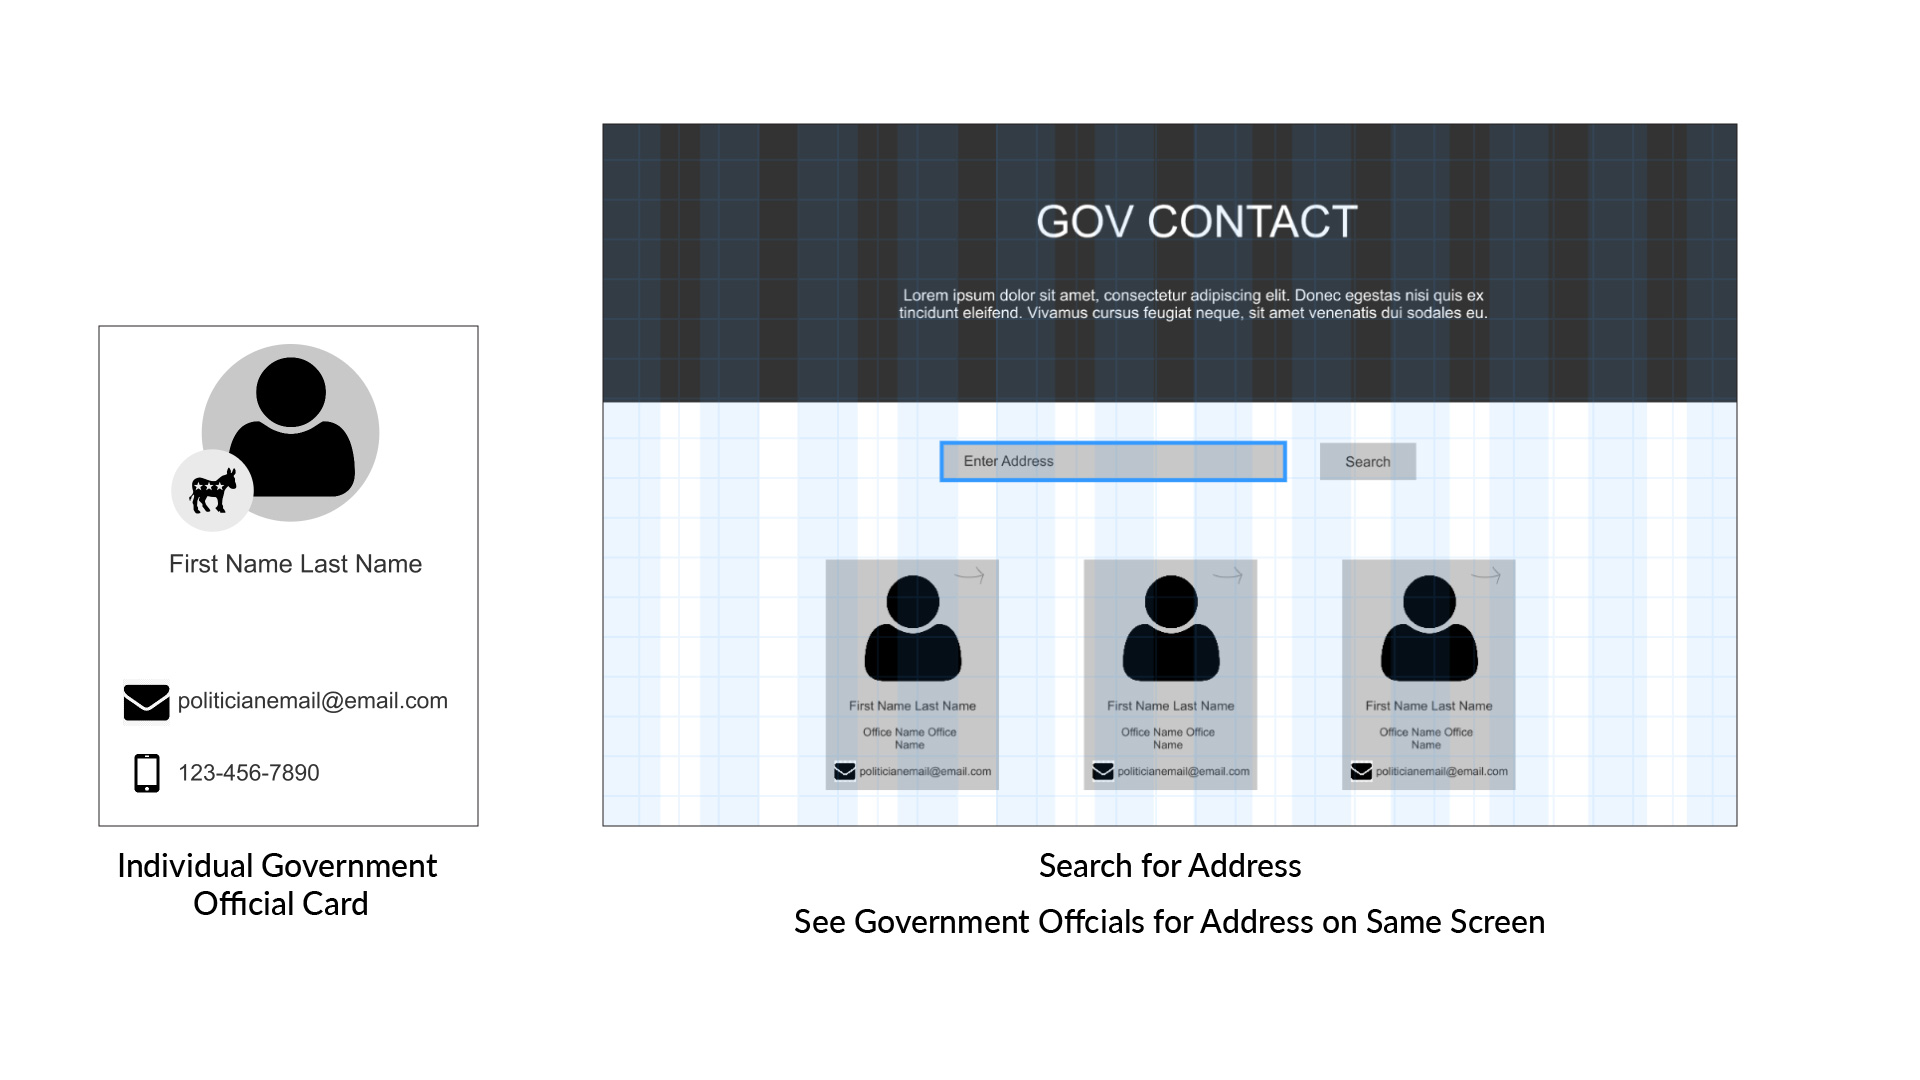 First Name Last Name
politicianemail@email.com
123-456-7890
Individual Government
Official Card
GOV CONTACT
Lorem ipsum dolor sit amet, consectetur adipiscing elit. Donec egestas nisi quis ex
tincidunt eleifend. Vivamus cursus feugiat neque, sit amet venenatis dui sodales eu.
Enter Address
Search
First Name Last Name
Office Name Office
Name
politicianemail@email.com
First Name Last Name
Office Name Office
Name
politicianemail@email.com
First Name Last Name
Office Name Office
Name
politicianemail@email.com
Search for Address
See Government Offcials for Address on Same Screen